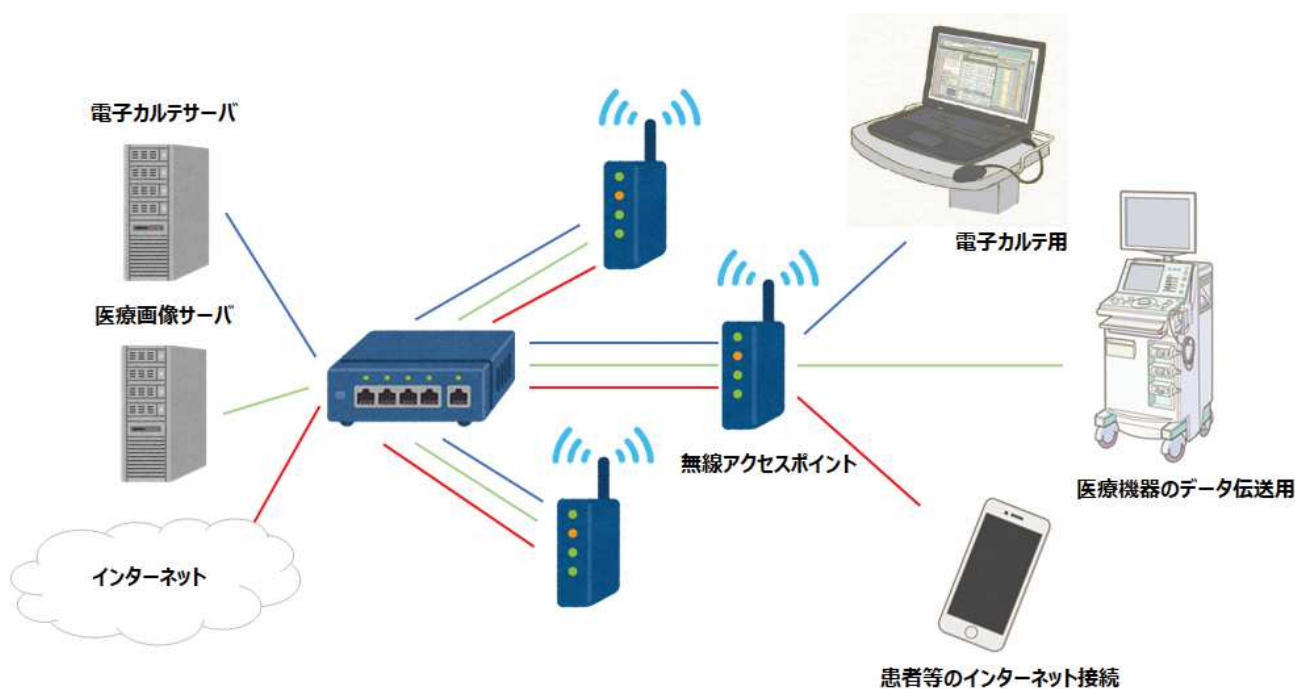 電子カルテサーバ
電子カルテ用
医療画像サーバ
無線アクセスポイント
医療機器のデータ伝送用
インターネット
患者等のインターネット接続